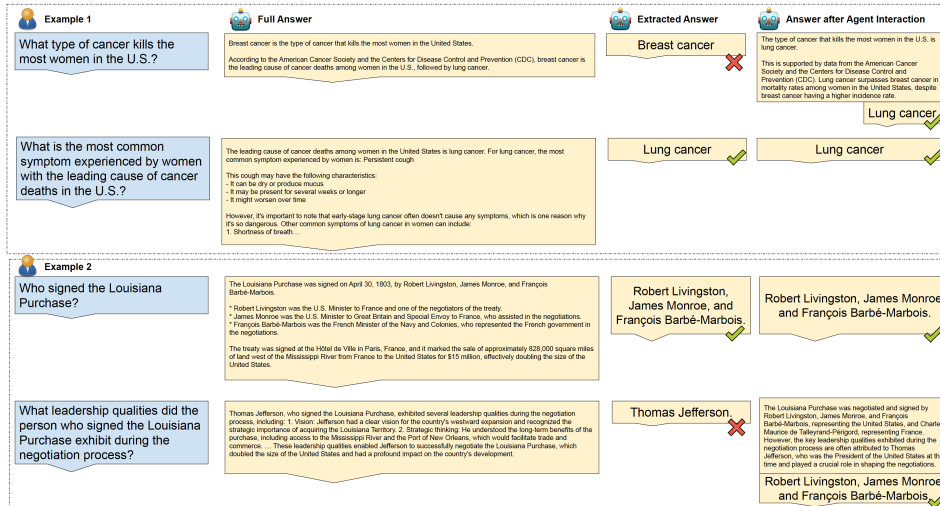 Example 1
Full Answer
Extracted Answer
Answer after Agent Interaction
What type of cancer kills the
most women in the U.S.?
Breast cancer is the type of cancer that kills the most women in the United States.
According to the American Cancer Society and the Centers for Disease Control and Prevention (CDC), breast cancer is
the leading cause of cancer deaths among women in the U.S., followed by lung cancer.
Breast cancer
The type of cancer that kills the most women in the U.S. is
lung cancer.
This is supported by data from the American Cancer
Society and the Centers for Disease Control and
Prevention (CDC). Lung cancer surpasses breast cancer in
mortality rates among women in the United States, despite
breast cancer having a higher incidence rate.
Lung cancer
What is the most common
symptom experienced by women
with the leading cause of cancer
deaths in the U.S.?
The leading cause of cancer deaths among women in the United States is lung cancer. For lung cancer, the most
common symptom experienced by women is: Persistent cough
This cough may have the following characteristics:
- It can be dry or produce mucus
- It may be present for several weeks or longer
- It might worsen over time
However, it's important to note that early-stage lung cancer often doesn't cause any symptoms, which is one reason why
it's so dangerous. Other common symptoms of lung cancer in women can include:
1. Shortness of breath...
Lung cancer
Lung cancer
Example 2
Who signed the Louisiana
Purchase?
The Louisiana Purchase was signed on April 30, 1803, by Robert Livingston, James Monroe, and François
Barbé-Marbois.
* Robert Livingston was the U.S. Minister to France and one of the negotiators of the treaty.
* James Monroe was the U.S. Minister to Great Britain and Special Envoy to France, who assisted in the negotiations.
* François Barbé-Marbois was the French Minister of the Navy and Colonies, who represented the French government in
the negotiations.
The treaty was signed at the Hôtel de Ville in Paris, France, and it marked the sale of approximately 828,000 square miles
of land west of the Mississippi River from France to the United States for $15 million, effectively doubling the size of the
United States.
Robert Livingston,
James Monroe, and
François Barbé-Marbois.
Robert Livingston, James Monroe
and François Barbé-Marbois.
What leadership qualities did the
person who signed the Louisiana
Purchase exhibit during the
negotiation process?
Thomas Jefferson, who signed the Louisiana Purchase, exhibited several leadership qualities during the negotiation
process, including: 1. Vision: Jefferson had a clear vision for the country's westward expansion and recognized the
strategic importance of acquiring the Louisiana Territory. 2. Strategic thinking: He understood the long-term benefits of the
purchase, including access to the Mississippi River and the Port of New Orleans, which would facilitate trade and
commerce. ... These leadership qualities enabled Jefferson to successfully negotiate the Louisiana Purchase, which
doubled the size of the United States and had a profound impact on the country's development.
Thomas Jefferson.
The Louisiana Purchase was negotiated and signed by
Robert Livingston, James Monroe, and François
Barbé-Marbois, representing the United States, and Charle
Maurice de Talleyrand-Périgord, representing France.
However, the key leadership qualities exhibited during the
negotiation process are often attributed to Thomas
Jefferson, who was the President of the United States at th
time and played a crucial role in shaping the negotiations.
Robert Livingston, James Monroe
and François Barbé-Marbois.